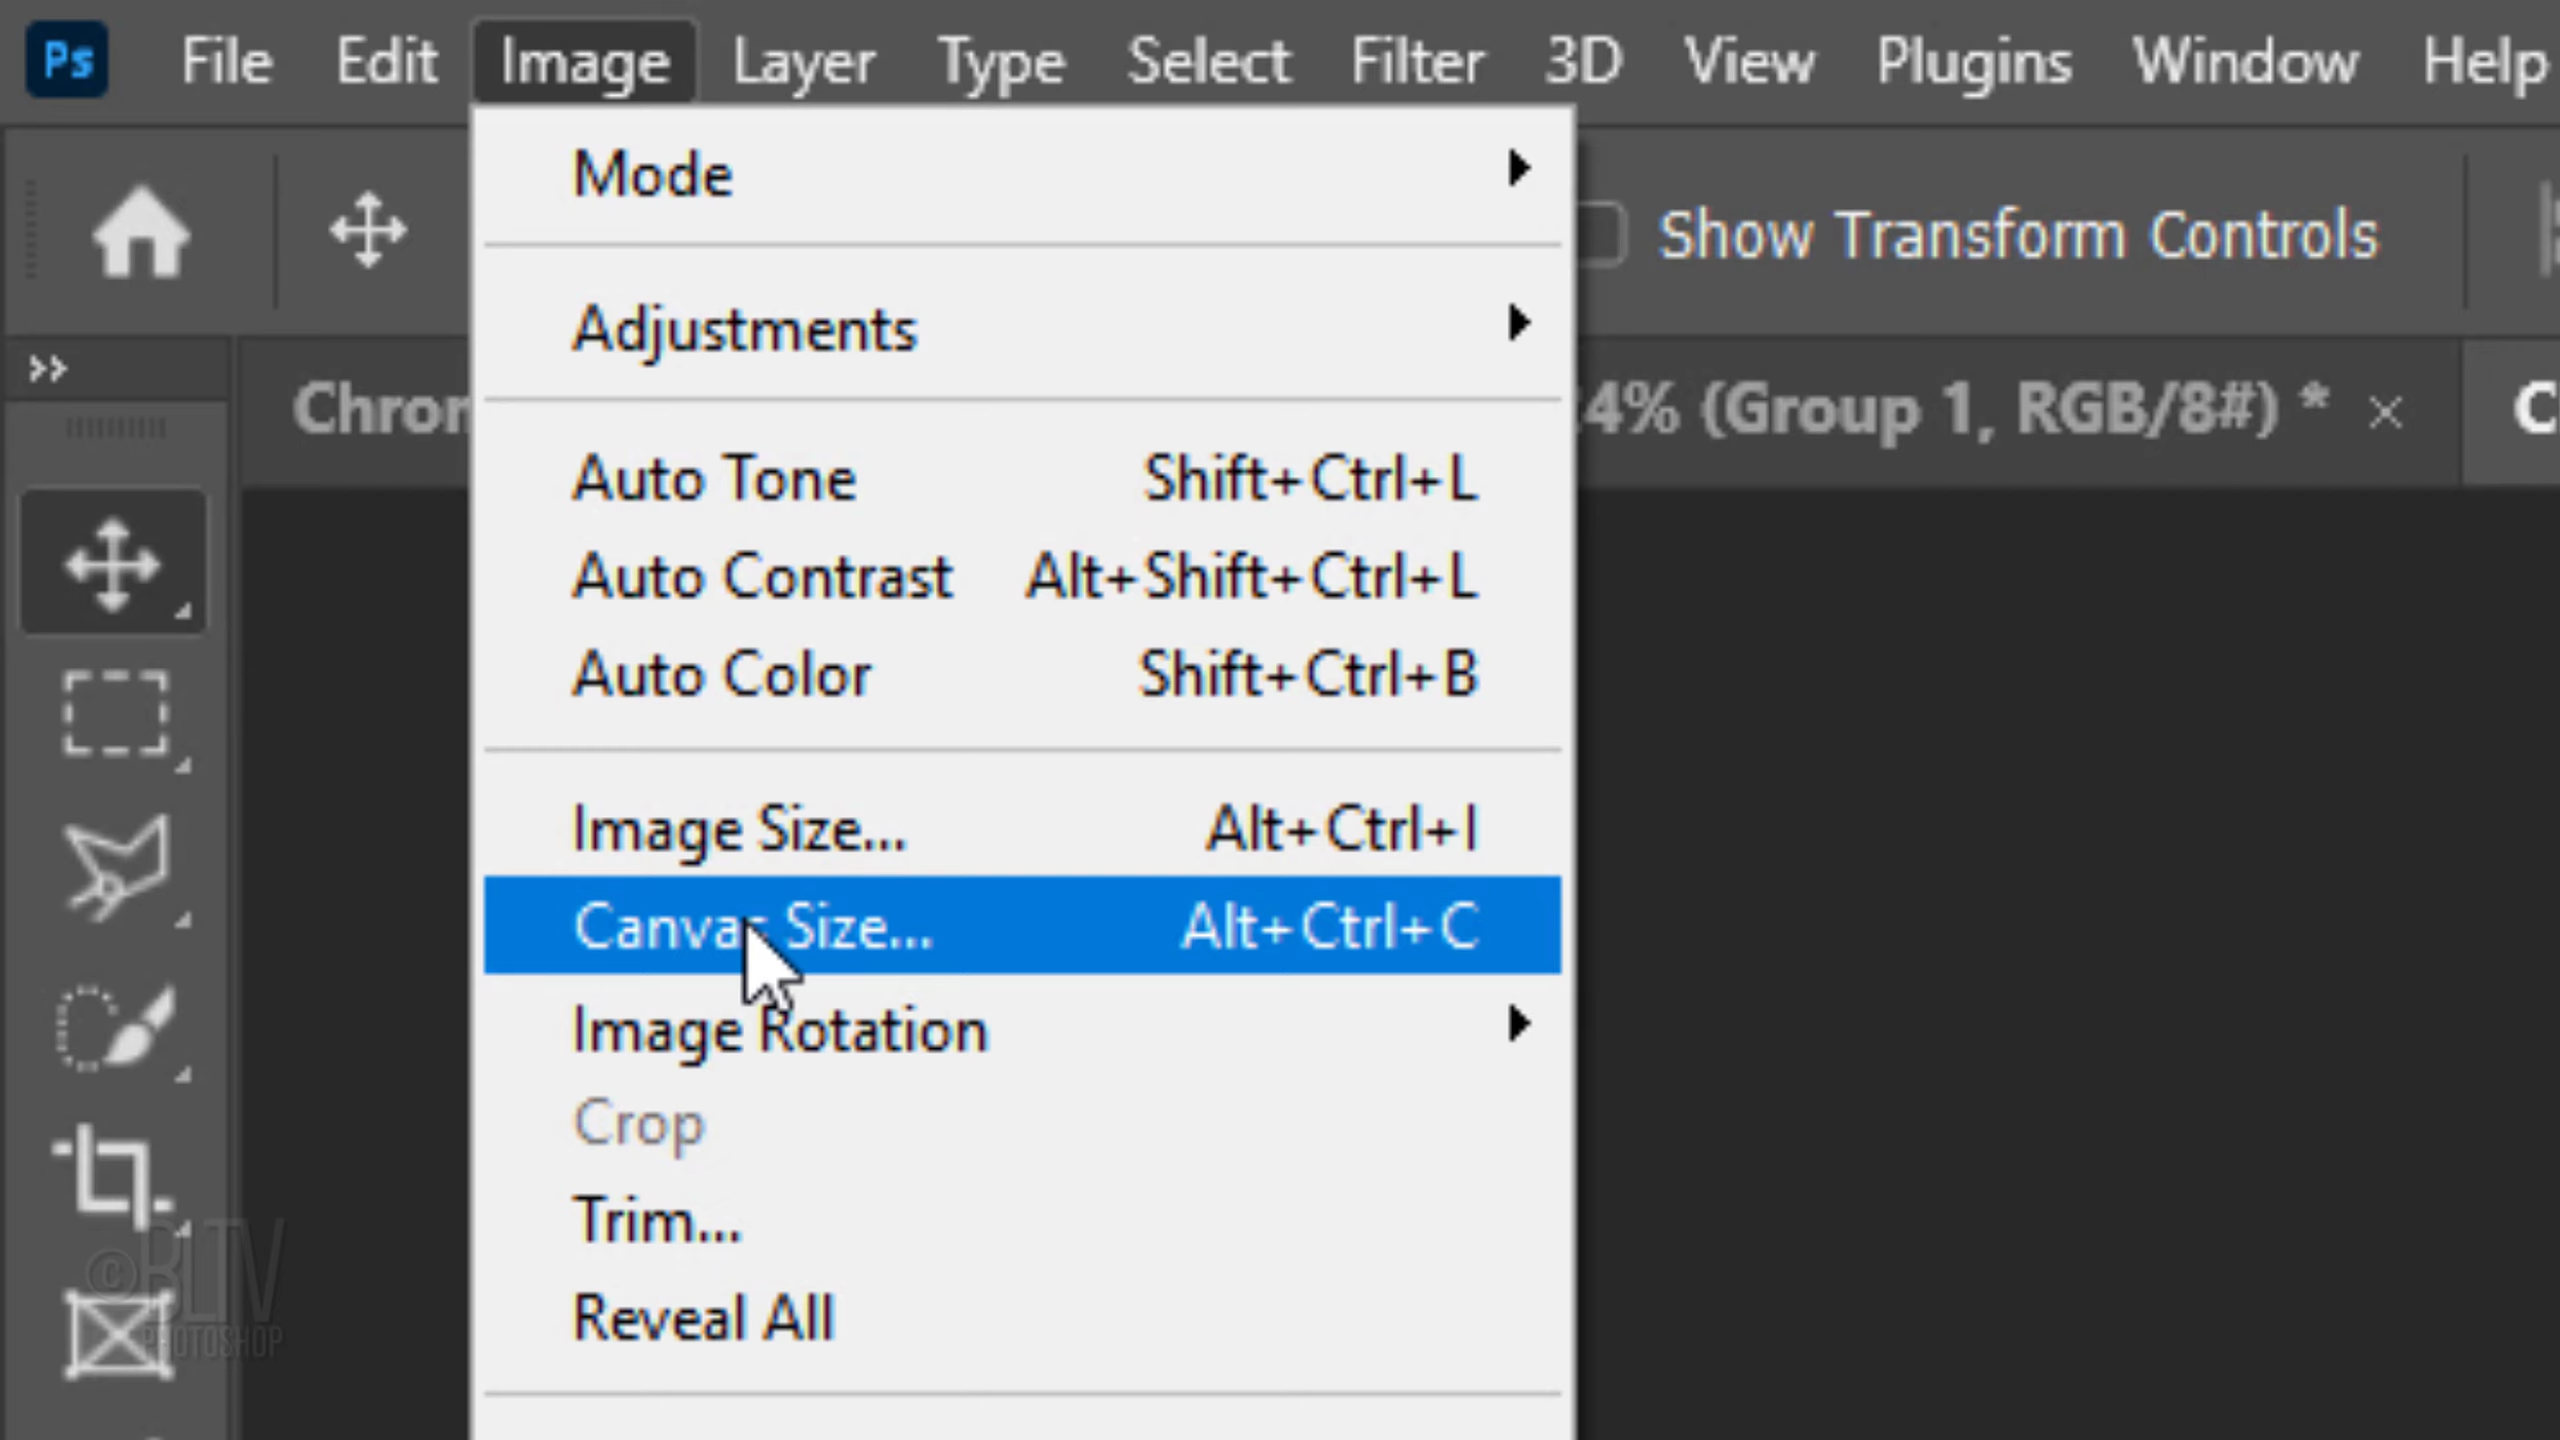 Ps File Edit Image Layer Type Select Filter 3D View Plugins Window Help
Mode
Show Transform Controls
Adjustments
4% (Group 1, RGB/8#) * ×
Auto Tone Shift+Ctrl+L
Auto Contrast Alt+Shift+Ctrl+L
Auto Color Shift+Ctrl+B
Image Size... Alt+Ctrl+I
Canvas Size... Alt+Ctrl+C
Image Rotation
Crop
Trim...
Reveal All
©BLTV
PHOTOSHOP